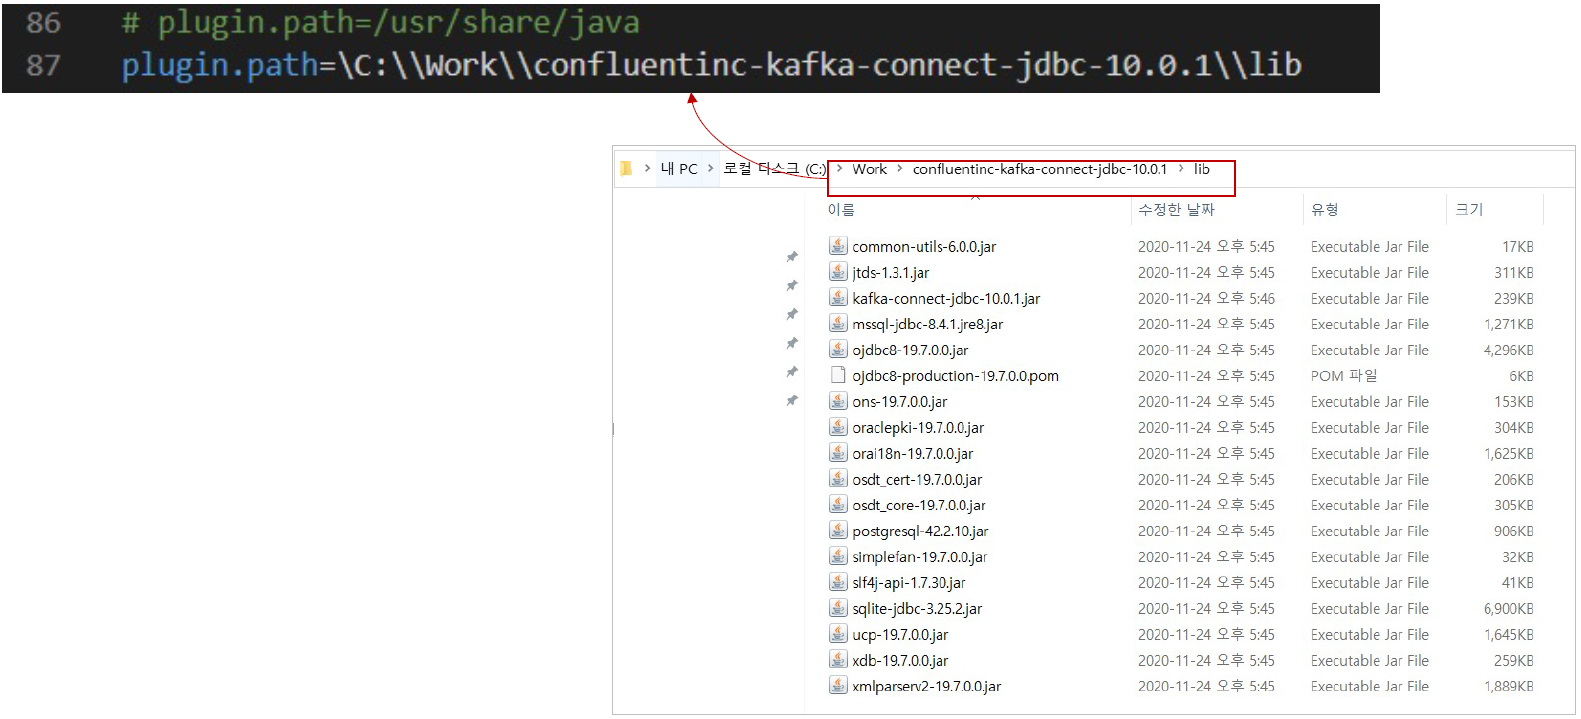 86 # plugin.path=/usr/share/java
87 plugin.path=\C:\\Work\\confluentinc-kafka-connect-jdbc-10.0.1\\lib
내 PC 로컬 디스크 (C:) Work confluentinc-kafka-connect-jdbc-10.0.1 lib
이름 수정한 날짜 유형 크기
common-utils-6.0.0.jar 2020-11-24 오후 5:45 Executable Jar File 17KB
jtds-1.3.1.jar 2020-11-24 오후 5:45 Executable Jar File 311KB
kafka-connect-jdbc-10.0.1.jar 2020-11-24 오후 5:46 Executable Jar File 239KB
mssql-jdbc-8.4.1.jre8.jar 2020-11-24 오후 5:45 Executable Jar File 1,271KB
ojdbc8-19.7.0.0.jar 2020-11-24 오후 5:45 Executable Jar File 4,296KB
ojdbc8-production-19.7.0.0.pom 2020-11-24 오후 5:45 POM 파일 6KB
ons-19.7.0.0.jar 2020-11-24 오후 5:45 Executable Jar File 153KB
oraclepki-19.7.0.0.jar 2020-11-24 오후 5:45 Executable Jar File 304KB
orai18n-19.7.0.0.jar 2020-11-24 오후 5:45 Executable Jar File 1,625KB
osdt_cert-19.7.0.0.jar 2020-11-24 오후 5:45 Executable Jar File 206KB
osdt_core-19.7.0.0.jar 2020-11-24 오후 5:45 Executable Jar File 305KB
postgresql-42.2.10.jar 2020-11-24 오후 5:45 Executable Jar File 906KB
simplefan-19.7.0.0.jar 2020-11-24 오후 5:45 Executable Jar File 32KB
slf4j-api-1.7.30.jar 2020-11-24 오후 5:45 Executable Jar File 41KB
sqlite-jdbc-3.25.2.jar 2020-11-24 오후 5:45 Executable Jar File 6,900KB
ucp-19.7.0.0.jar 2020-11-24 오후 5:45 Executable Jar File 1,645KB
xdb-19.7.0.0.jar 2020-11-24 오후 5:45 Executable Jar File 259KB
xmlparserv2-19.7.0.0.jar 2020-11-24 오후 5:45 Executable Jar File 1,889KB